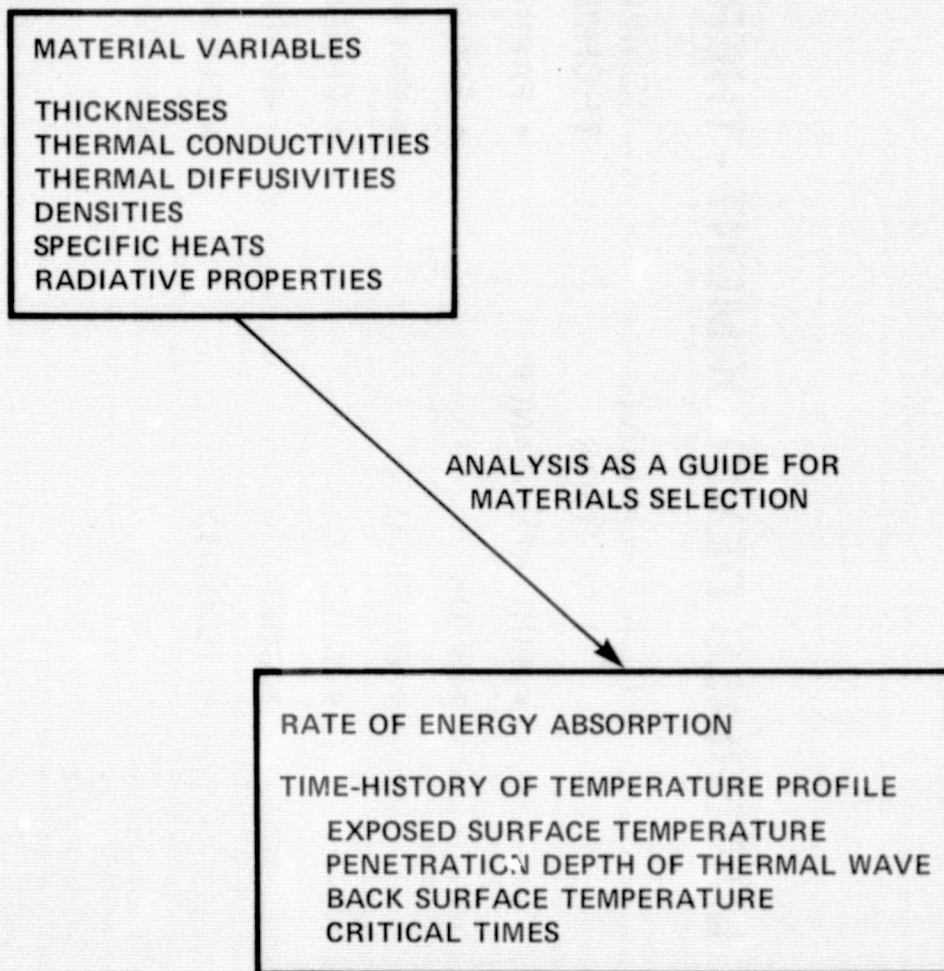 MATERIAL VARIABLES
THICKNESSES
THERMAL CONDUCTIVITIES
THERMAL DIFFUSIVITIES
DENSITIES
SPECIFIC HEATS
RADIATIVE PROPERTIES
ANALYSIS AS A GUIDE FOR
MATERIALS SELECTION
RATE OF ENERGY ABSORPTION
TIME-HISTORY OF TEMPERATURE PROFILE
EXPOSED SURFACE TEMPERATURE
PENETRATION DEPTH OF THERMAL WAVE
BACK SURFACE TEMPERATURE
CRITICAL TIMES